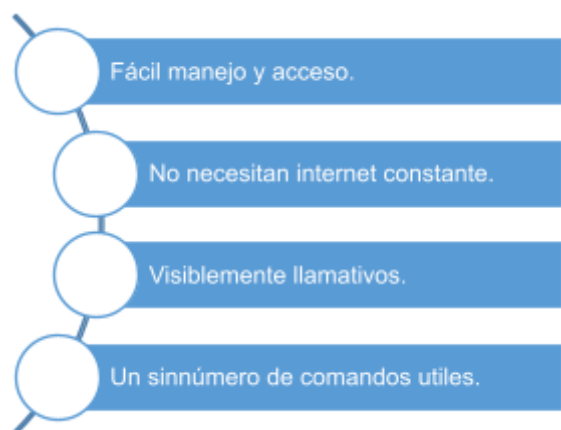 Fácil manejo y acceso.
No necesitan internet constante.
Visiblemente llamativos.
Un sinnúmero de comandos utiles.